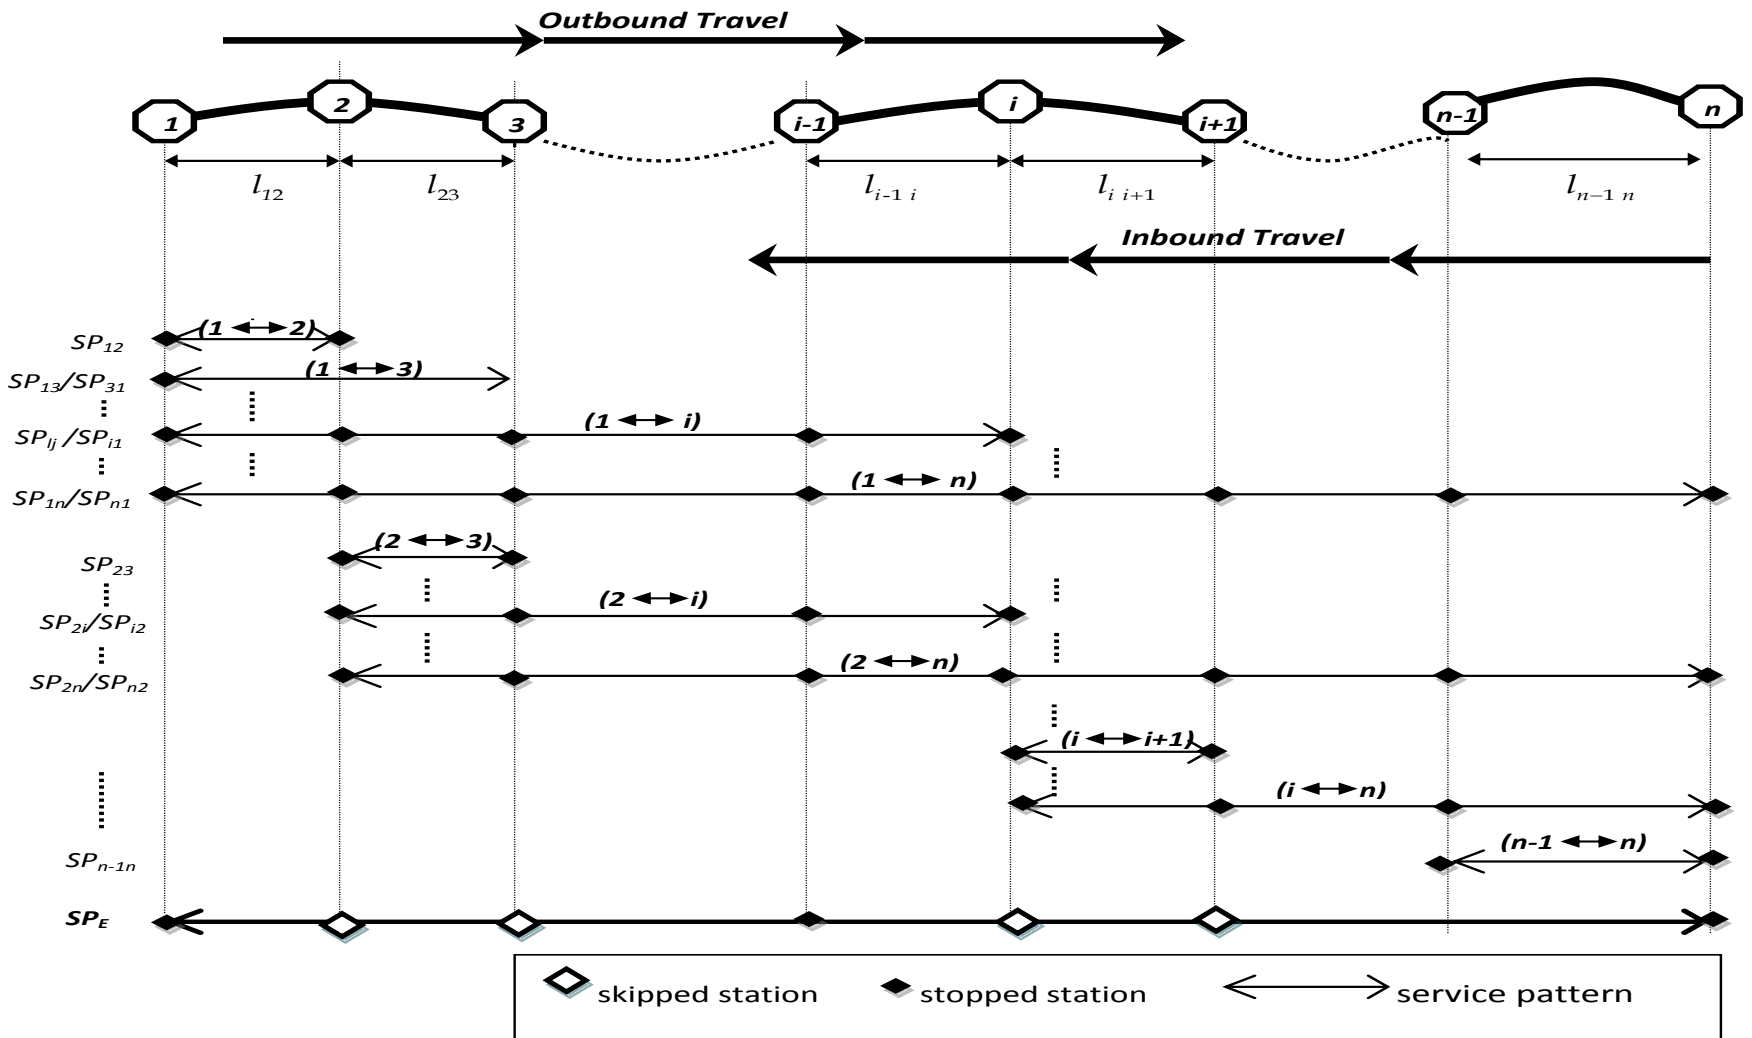 Outbound Travel
1 2 3 i-1 i i+1 n-1 n
l12 l23 li-1 i li i+1 ln−1 n
Inbound Travel
SP12 (1 ◄─►2)
SP13/SP31 (1 ◄─►3)
SPlj /SPi1 (1 ◄─► i)
SP1n/SPn1 (1 ◄─► n)
SP23 (2 ◄─►3)
SP2i/SPi2 (2 ◄─►i)
SP2n/SPn2 (2 ◄─►n)
(i ◄─►i+1)
(i ◄─►n)
SPn-1n (n-1 ◄─►n)
SPE
skipped station stopped station service pattern